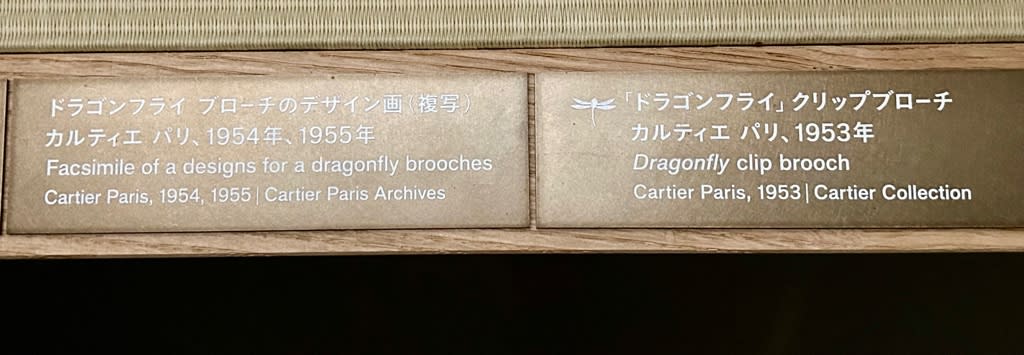 ドラゴンフライ ブローチのデザイン画（複写）
カルティエ パリ、1954年、1955年
Facsimile of a designs for a dragonfly brooches
Cartier Paris, 1954, 1955 | Cartier Paris Archives
「ドラゴンフライ」クリップブローチ
カルティエ パリ、1953年
Dragonfly clip brooch
Cartier Paris, 1953 | Cartier Collection